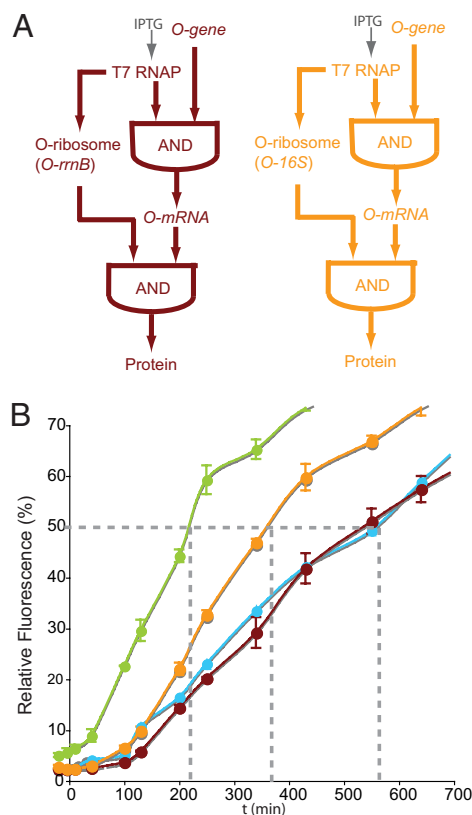 A
IPTG
O-gene
T7 RNAP
AND
O-ribosome
(O-rrnB)
O-mRNA
AND
Protein
IPTG
O-gene
T7 RNAP
AND
O-ribosome
(O-16S)
O-mRNA
AND
Protein
B
Relative Fluorescence (%)
70
60
50
40
30
20
10
0
0 100 200 300 400 500 600 700
t (min)